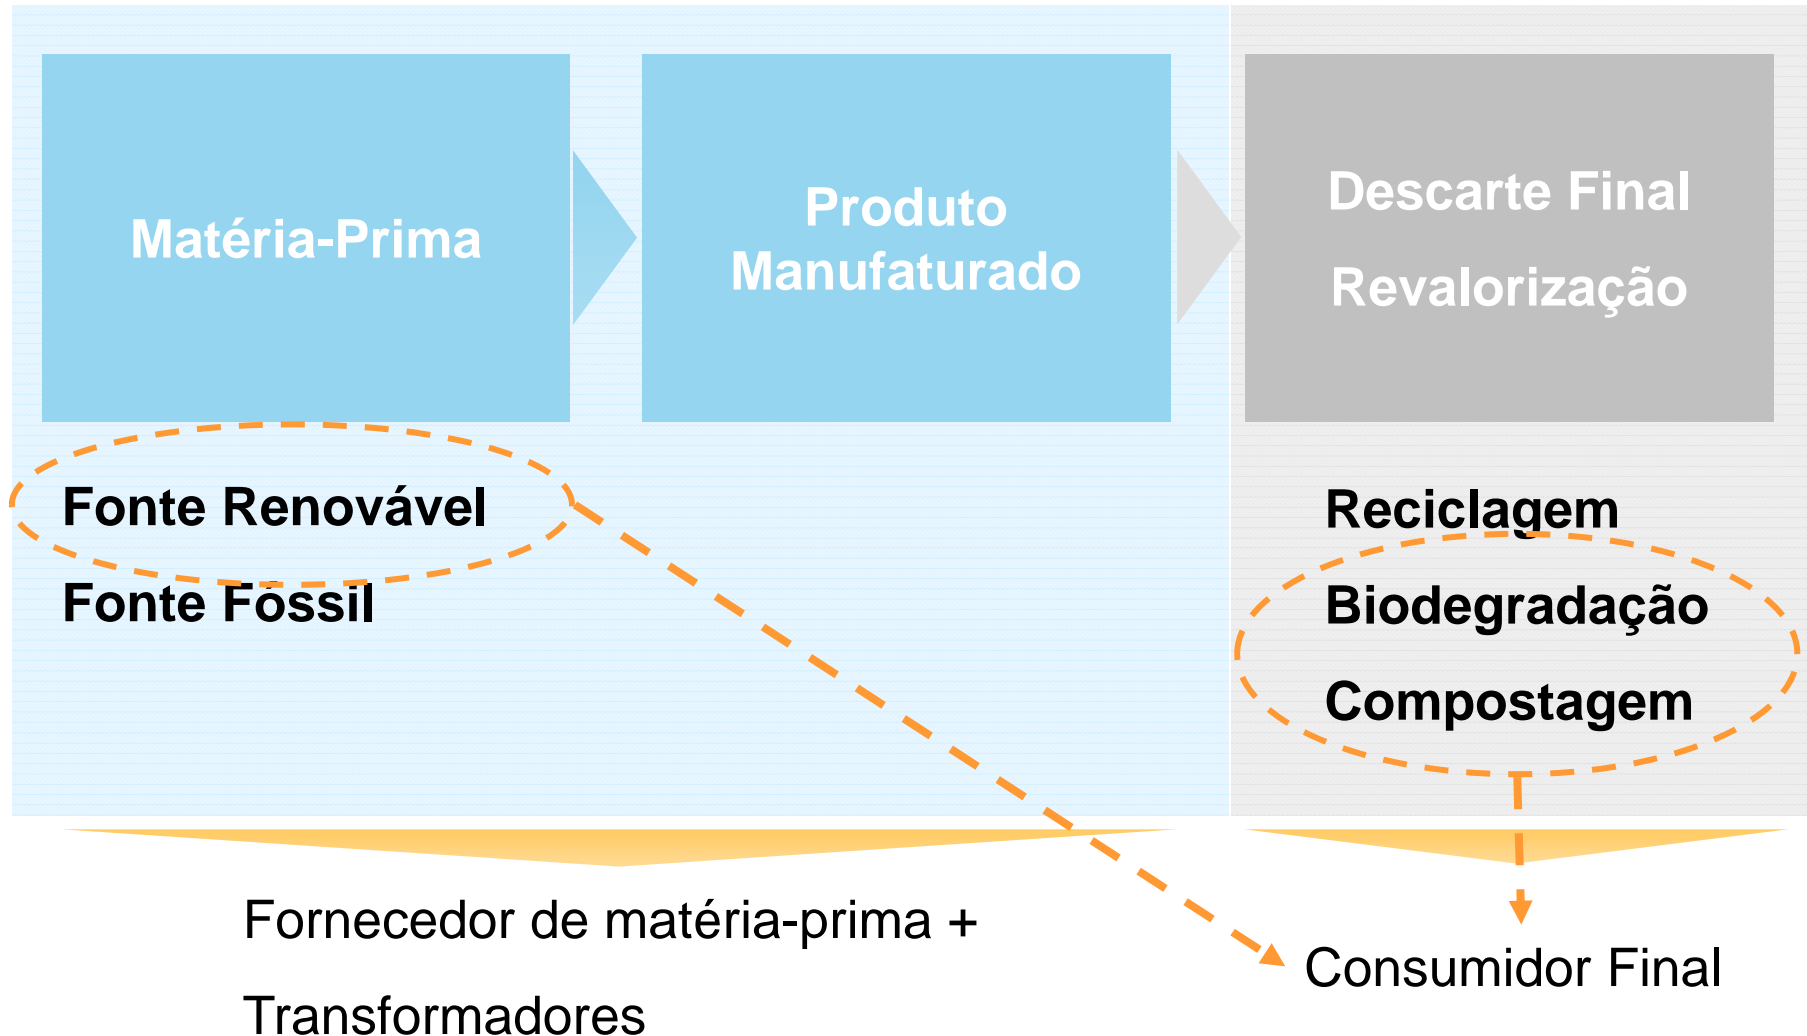 Matéria-Prima
Produto
Manufaturado
Descarte Final
Revalorização
Fonte Renovável
Fonte Fóssil
Reciclagem
Biodegradação
Compostagem
Fornecedor de matéria-prima +
Transformadores
Consumidor Final